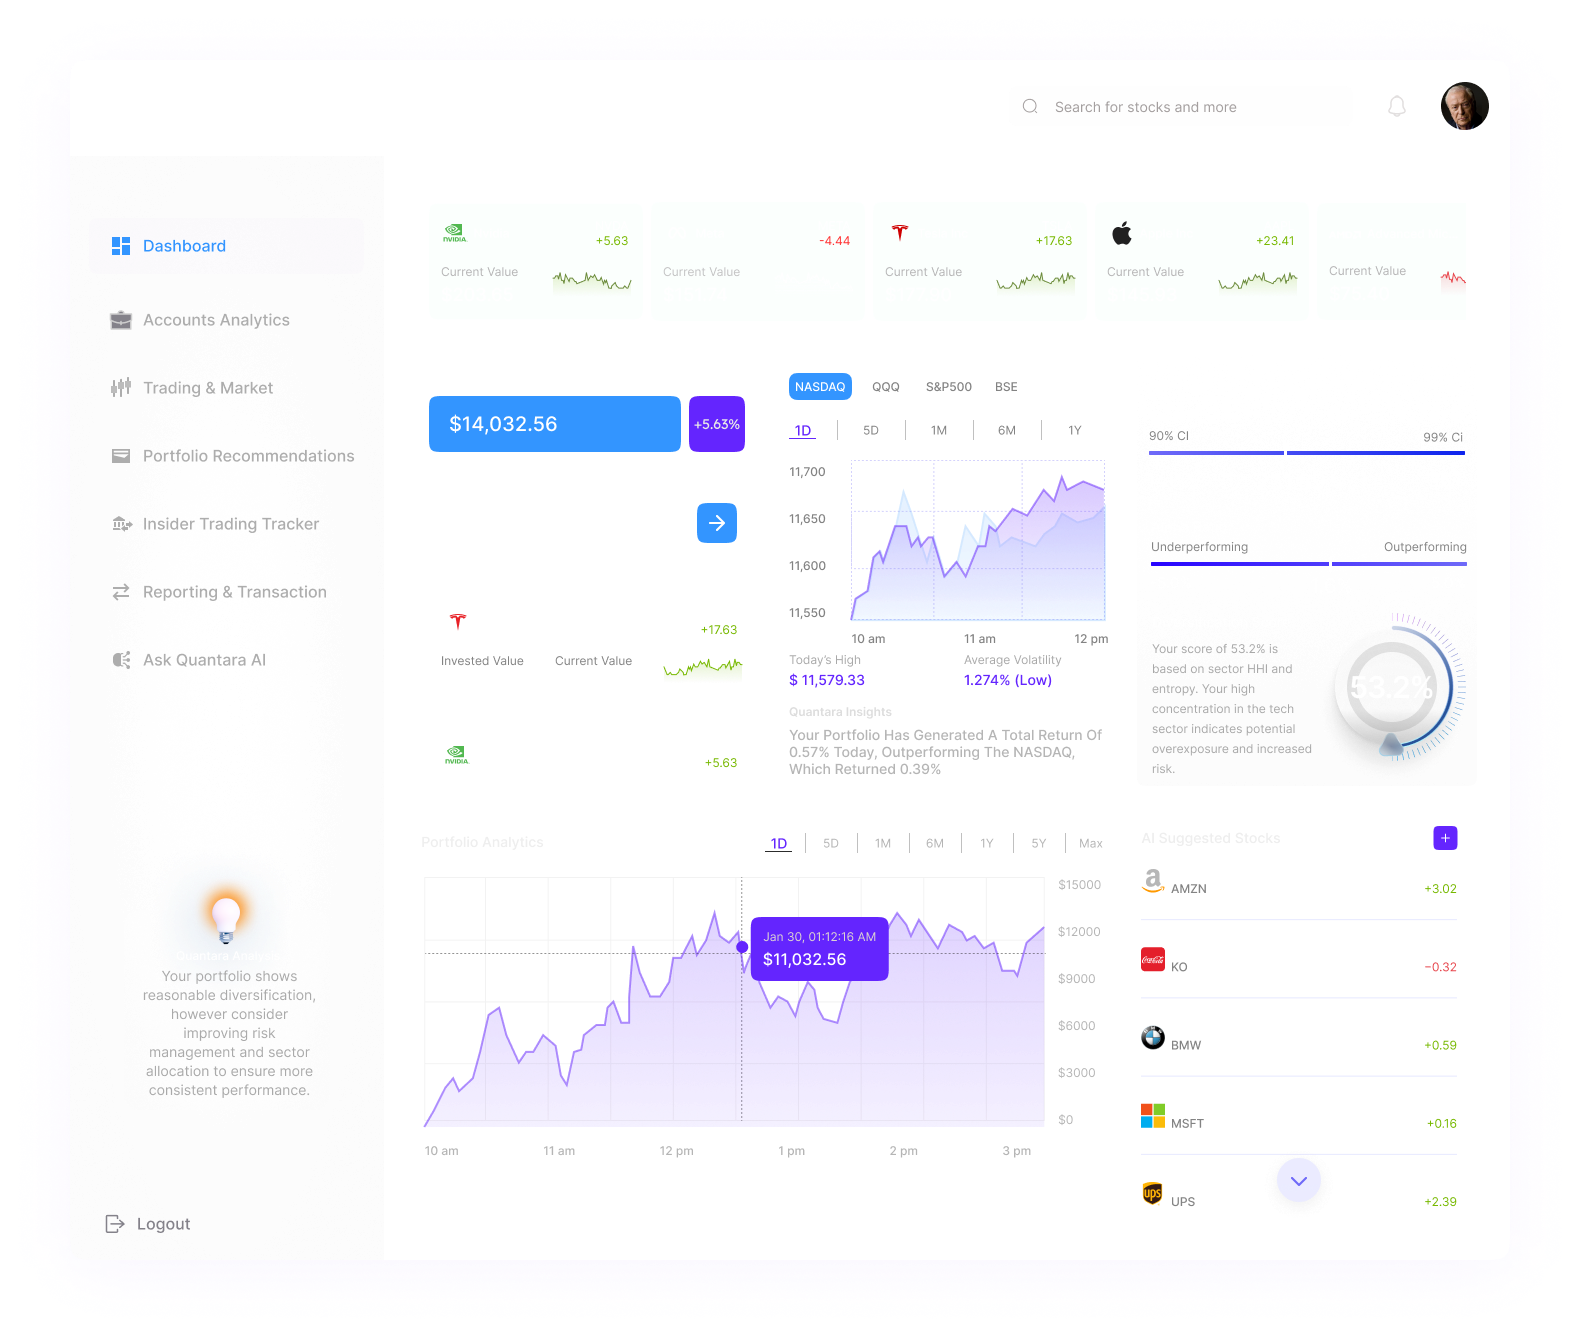 Search for stocks and more
Dashboard
Accounts Analytics
Trading & Market
Portfolio Recommendations
Insider Trading Tracker
Reporting & Transaction
Ask Quantara AI
Your portfolio shows
reasonable diversification,
however consider
improving risk
management and sector
allocation to ensure more
consistent performance.
Logout
NVIDIA
+5.63
Current Value
-4.44
Current Value
+17.63
Current Value
+23.41
Current Value
Current Value
$14,032.56
+5.63%
+17.63
Invested Value
Current Value
NVIDIA
+5.63
NASDAQ
QQQ
S&P500
BSE
1D
5D
1M
6M
1Y
11,700
11,650
11,600
11,550
10 am
11 am
12 pm
Today's High
$ 11,579.33
Average Volatility
1.274% (Low)
Quantara Insights
Your Portfolio Has Generated A Total Return Of
0.57% Today, Outperforming The NASDAQ,
Which Returned 0.39%
90% CI
99% Ci
Underperforming
Outperforming
Your score of 53.2% is
based on sector HHI and
entropy. Your high
concentration in the tech
sector indicates potential
overexposure and increased
risk.
53.2%
Portfolio Analytics
1D
5D
1M
6M
1Y
5Y
Max
$15000
$12000
$9000
$6000
$3000
$0
Jan 30, 01:12:16 AM
$11,032.56
10 am
11 am
12 pm
1 pm
2 pm
3 pm
AI Suggested Stocks
+
a
AMZN
+3.02
Coca-Cola
KO
−0.32
BMW
+0.59
MSFT
+0.16
ups
UPS
+2.39